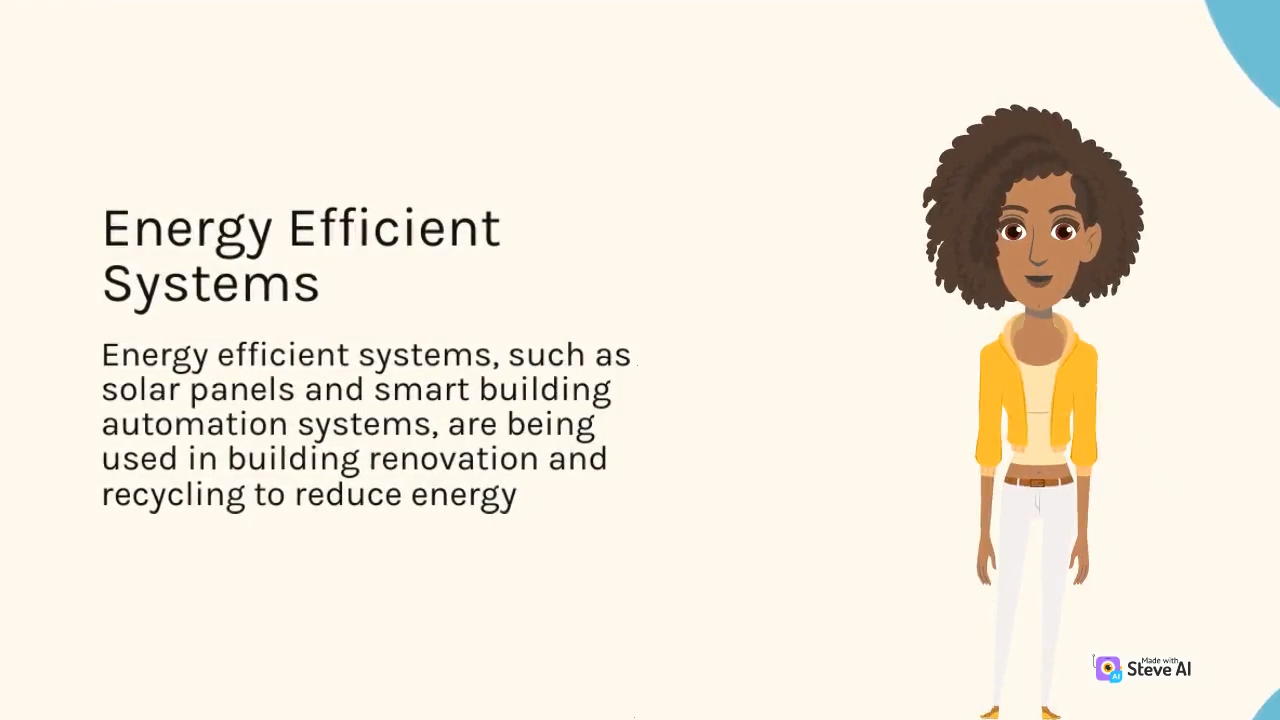 Energy Efficient
Systems
Energy efficient systems, such as
solar panels and smart building
automation systems, are being
used in building renovation and
recycling to reduce energy
Made with
Steve AI
AI